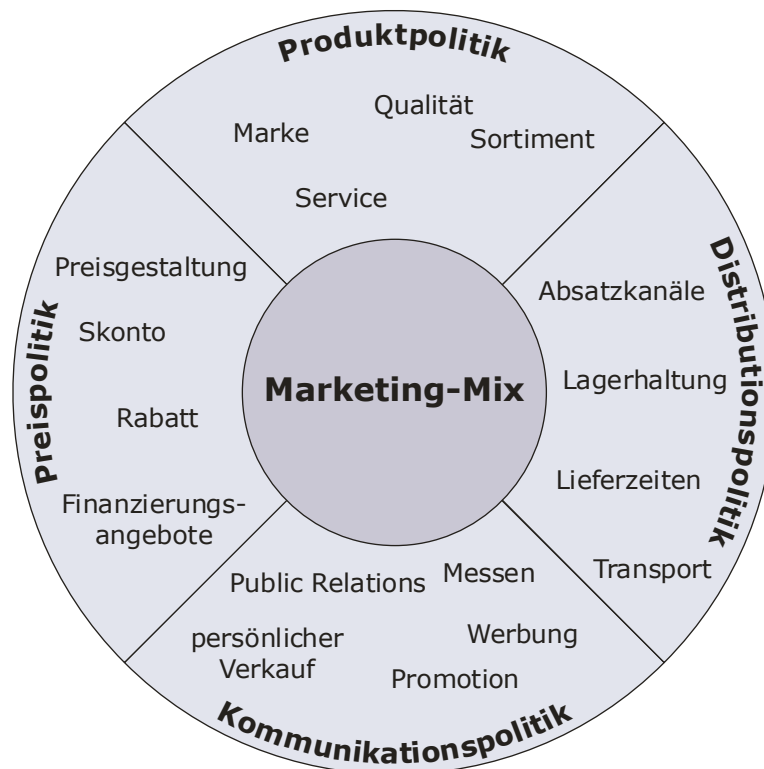 Produktpolitik
Qualität
Marke
Sortiment
Service
Distributionspolitik
Absatzkanäle
Lagerhaltung
Lieferzeiten
Transport
Kommunikationspolitik
Public Relations
Messen
persönlicher
Verkauf
Werbung
Promotion
Preispolitik
Preisgestaltung
Skonto
Rabatt
Finanzierungs-
angebote
Marketing-Mix